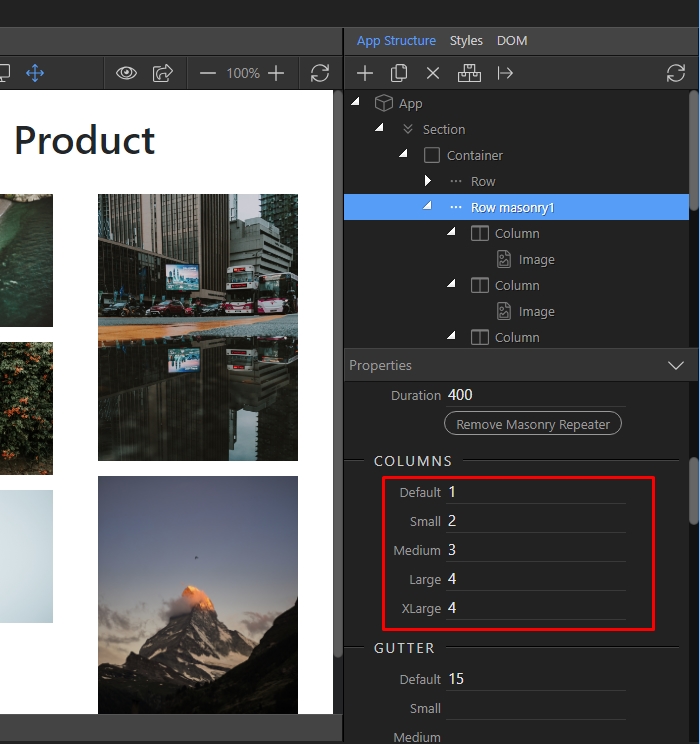 App Structure Styles DOM
100%
App
Section
Container
Row
Row masonry1
Column
Image
Column
Image
Column
Product
Properties
Duration 400
Remove Masonry Repeater
COLUMNS
Default 1
Small 2
Medium 3
Large 4
XLarge 4
GUTTER
Default 15
Small
Medium